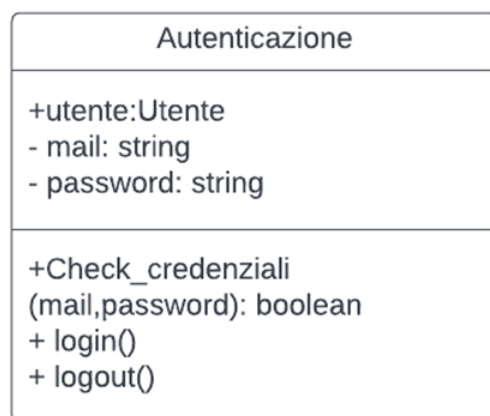 Autenticazione
+utente:Utente
- mail: string
- password: string
+Check_credenziali
(mail,password): boolean
+ login()
+ logout()